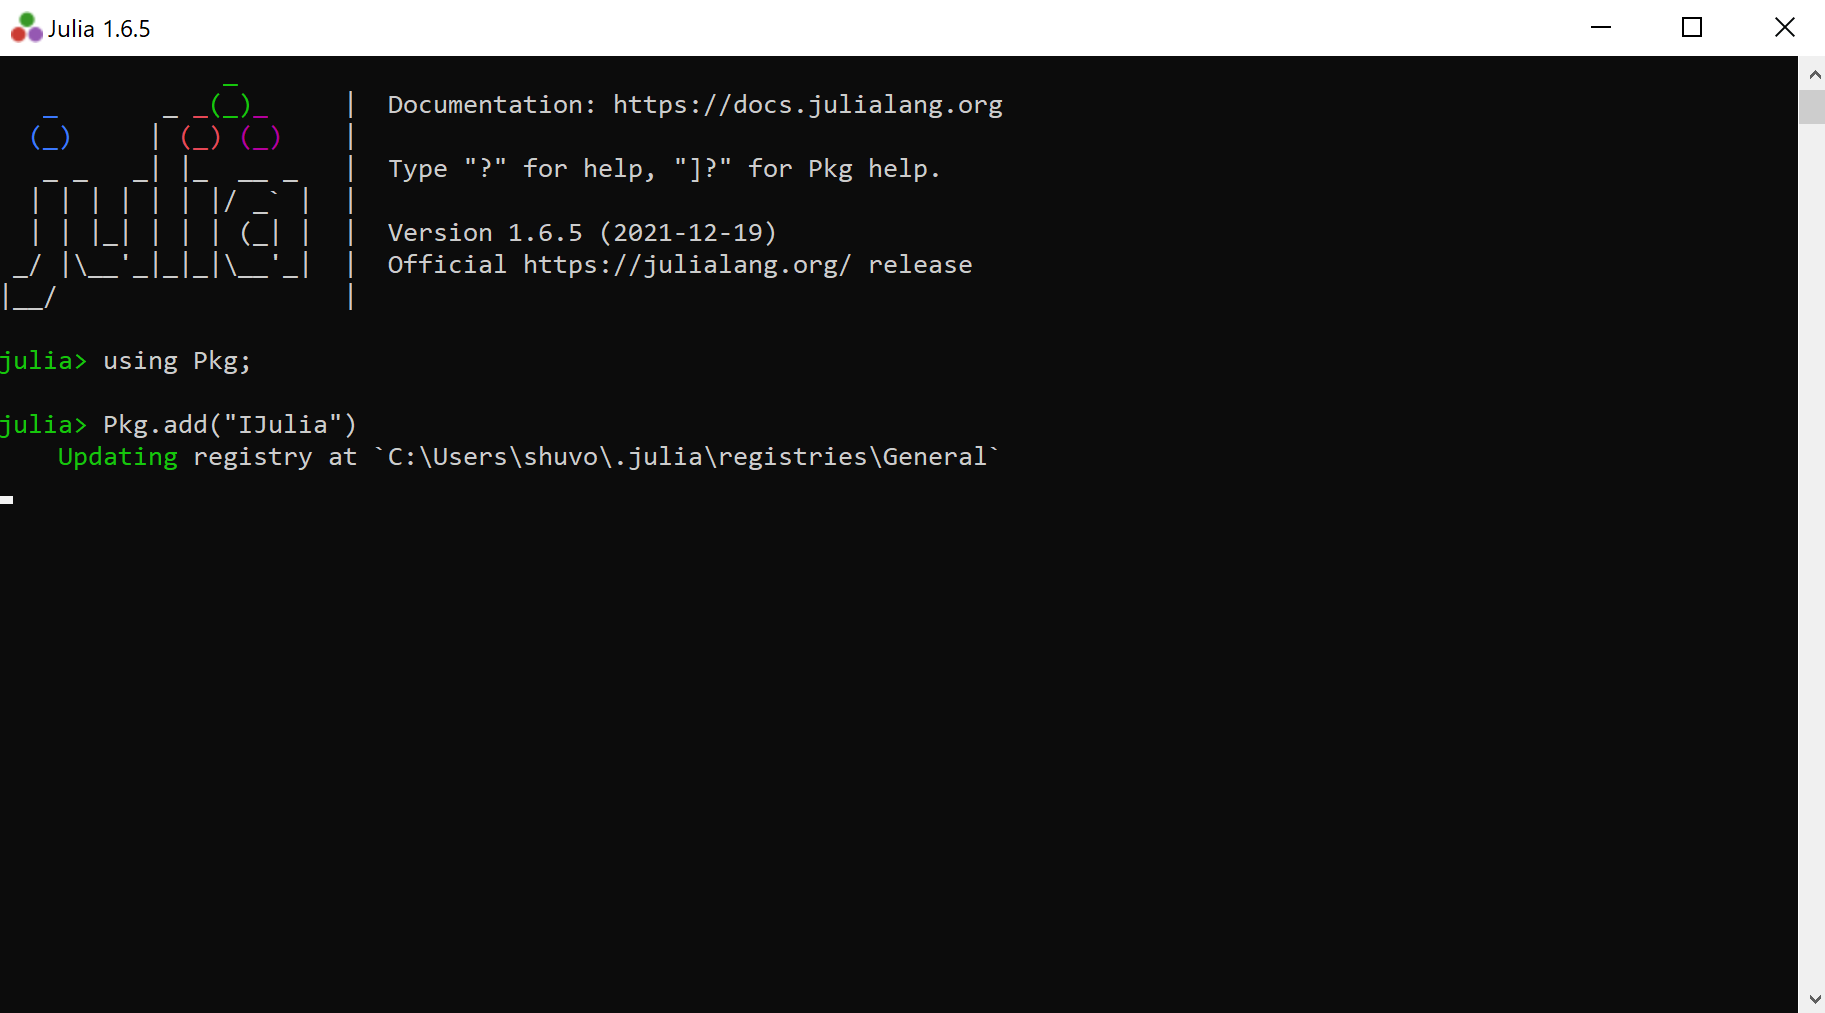 Julia 1.6.5
Documentation: https://docs.julialang.org
Type "?" for help, "]?" for Pkg help.
Version 1.6.5 (2021-12-19)
Official https://julialang.org/ release
julia> using Pkg;
julia> Pkg.add("IJulia")
Updating registry at `C:\Users\shuvo\.julia\registries\General`